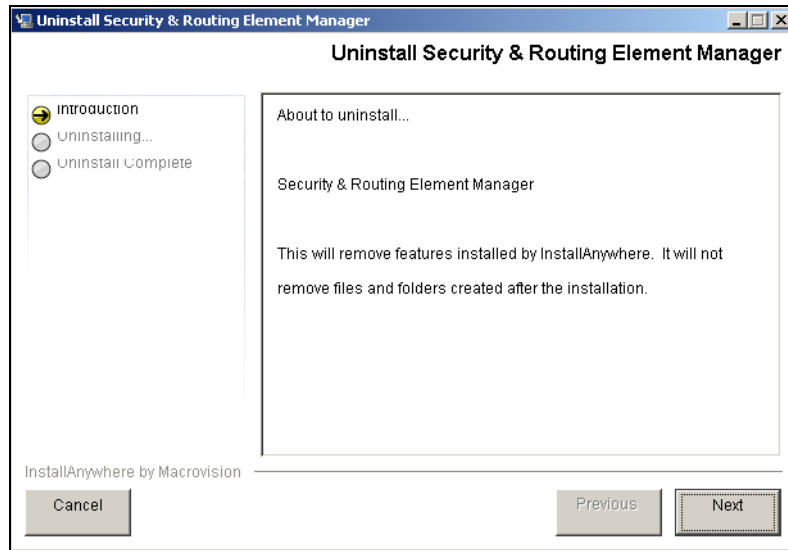 Uninstall Security & Routing Element Manager
Uninstall Security & Routing Element Manager
Introduction
Uninstalling...
Uninstall Complete
About to uninstall...
Security & Routing Element Manager
This will remove features installed by InstallAnywhere. It will not
remove files and folders created after the installation.
InstallAnywhere by Macrovision
Cancel
Previous
Next